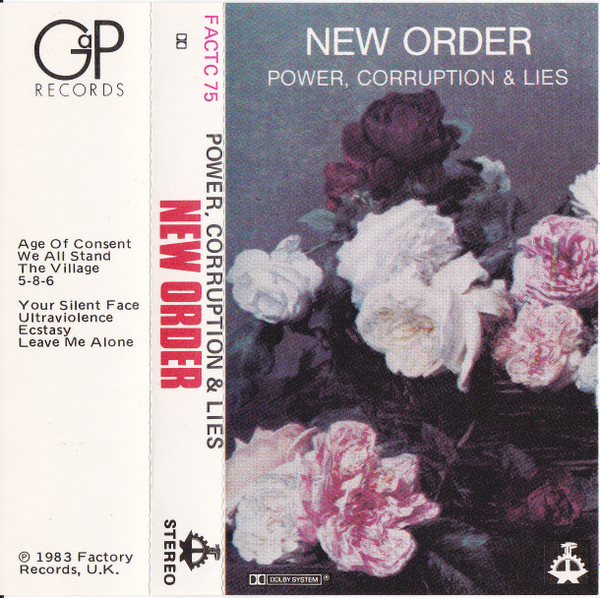 GaP
RECORDS
Age Of Consent
We All Stand
The Village
5-8-6
Your Silent Face
Ultraviolence
Ecstasy
Leave Me Alone
℗ 1983 Factory
Records, U.K.
FACTC 75
POWER, CORRUPTION & LIES
NEW ORDER
STEREO
NEW ORDER
POWER, CORRUPTION & LIES
DOLBY SYSTEM ®